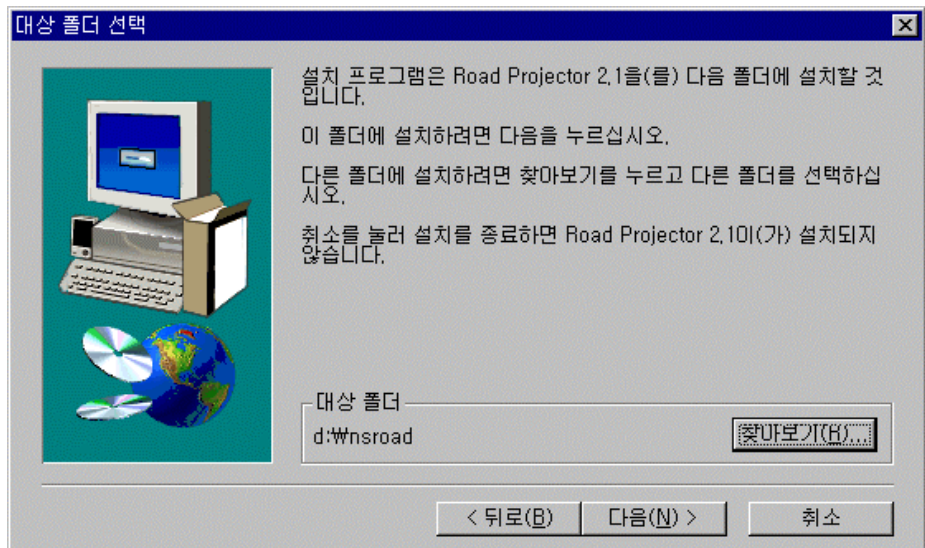 대상 폴더 선택
설치 프로그램은 Road Projector 2.1을(를) 다음 폴더에 설치할 것
입니다.
이 폴더에 설치하려면 다음을 누르십시오.
다른 폴더에 설치하려면 찾아보기를 누르고 다른 폴더를 선택하십
시오.
취소를 눌러 설치를 종료하면 Road Projector 2.1이(가) 설치되지
않습니다.
대상 폴더
d:₩nsroad
찾아보기(R)...
< 뒤로(B)
다음(N) >
취소